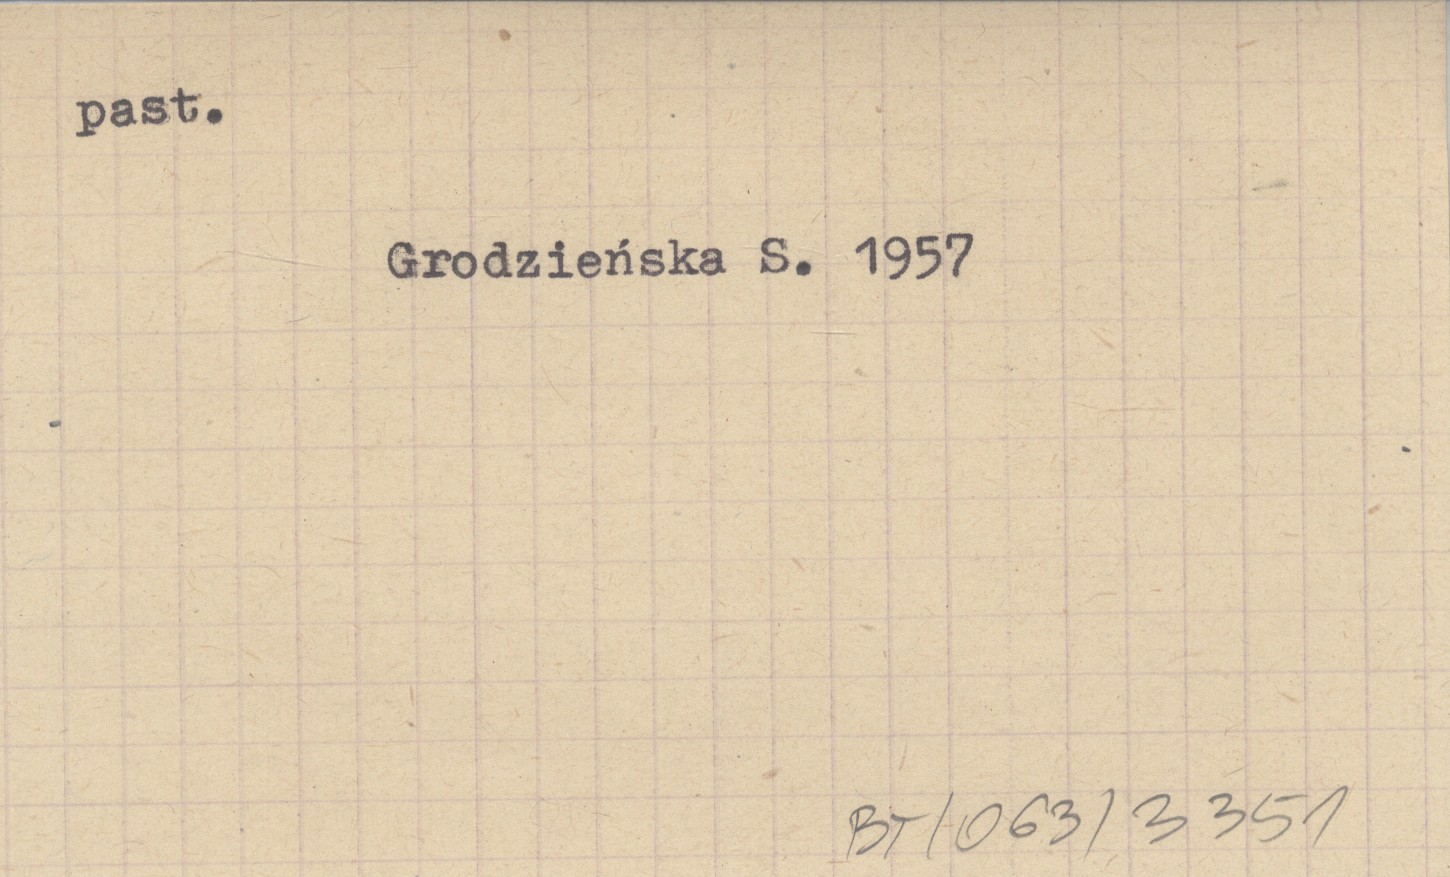 past.
Grodzieńska S. 1957
BT/063/3351